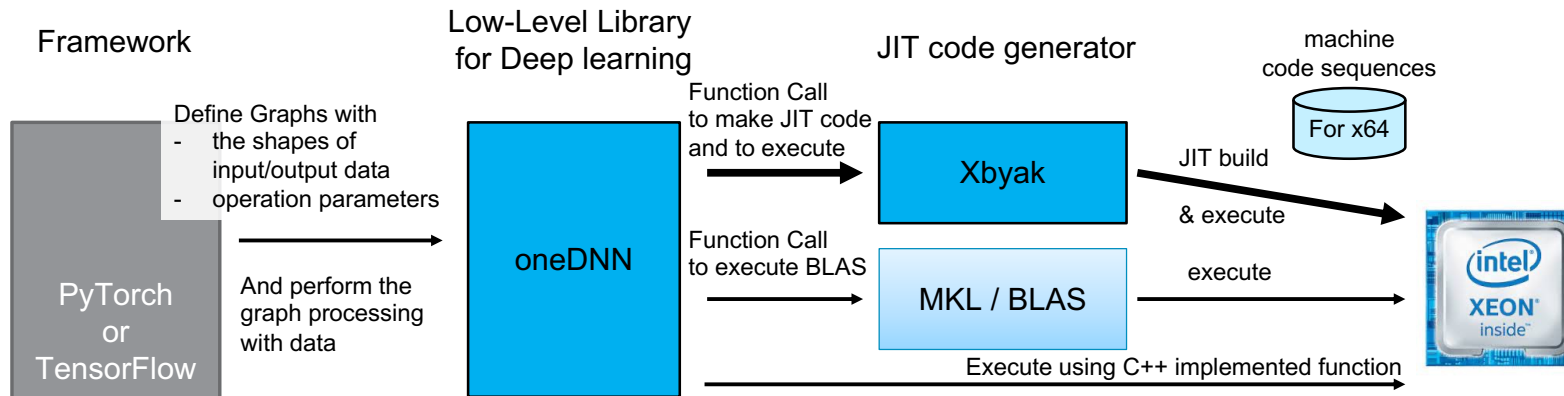 Framework
Low-Level Library
for Deep learning
JIT code generator
machine
code sequences
For x64
Define Graphs with
- the shapes of
input/output data
- operation parameters
And perform the
graph processing
with data
PyTorch
or
TensorFlow
oneDNN
Function Call
to make JIT code
and to execute
Xbyak
JIT build
& execute
Function Call
to execute BLAS
MKL / BLAS
execute
Execute using C++ implemented function
intel®
XEON®
inside™